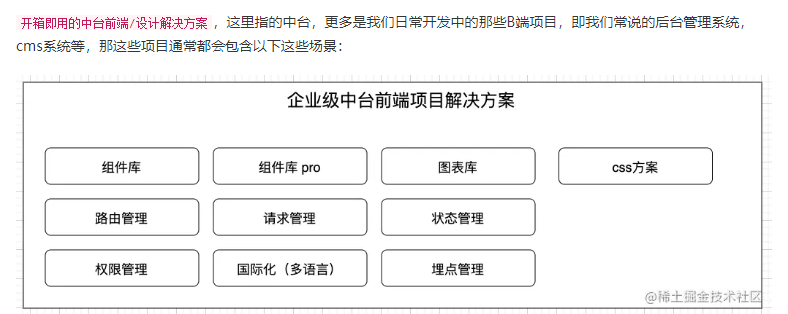 开箱即用的中台前端/设计解决方案，这里指的中台，更多是我们日常开发中的那些B端项目，即我们常说的后台管理系统，
cms系统等，那这些项目通常都会包含以下这些场景：
企业级中台前端项目解决方案
组件库 组件库 pro 图表库 css方案
路由管理 请求管理 状态管理
权限管理 国际化（多语言） 埋点管理
@稀土掘金技术社区